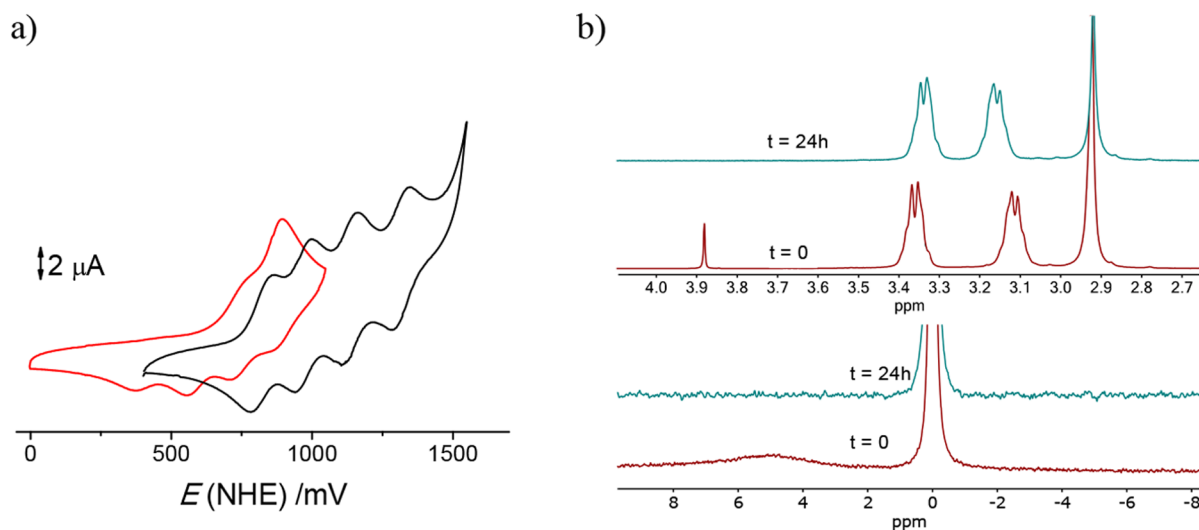 a)
2 μA
0 500 1000 1500
E (NHE) /mV
b)
t = 24h
t = 0
4.0 3.9 3.8 3.7 3.6 3.5 3.4 3.3 3.2 3.1 3.0 2.9 2.8 2.7
ppm
t = 24h
t = 0
8 6 4 2 0 -2 -4 -6 -8
ppm